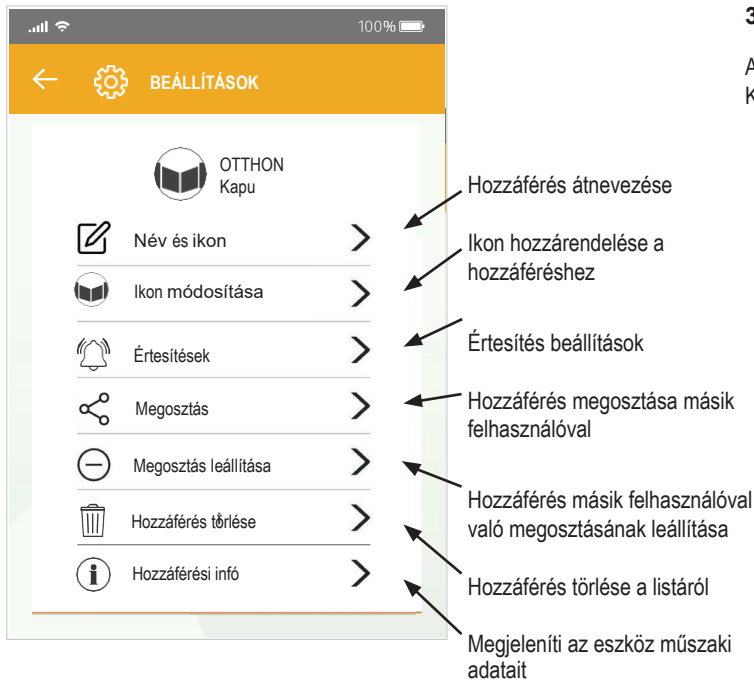 100%
BEÁLLÍTÁSOK
OTTHON
Kapu
Név és ikon
Ikon módosítása
Értesítések
Megosztás
Megosztás leállítása
Hozzáférés törlése
Hozzáférési infó
3
A
K
Hozzáférés átnevezése
Ikon hozzárendelése a
hozzáféréshez
Értesítés beállítások
Hozzáférés megosztása másik
felhasználóval
Hozzáférés másik felhasználóval
való megosztásának leállítása
Hozzáférés törlése a listáról
Megjeleníti az eszköz műszaki
adatait